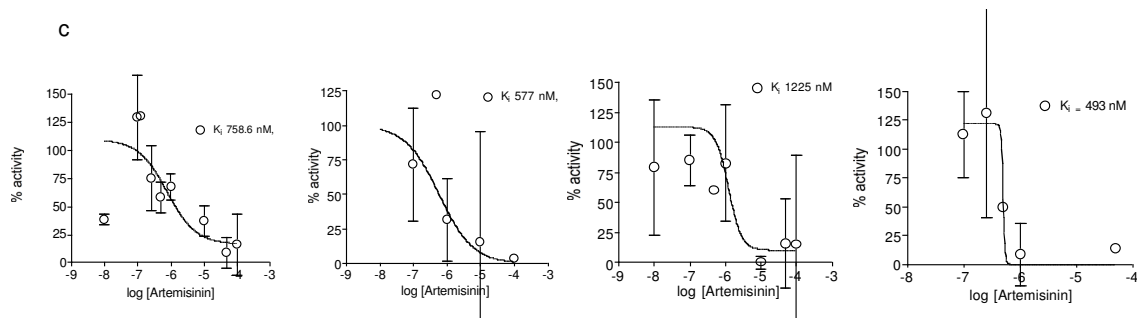 C
150
125
100
75
50
25
0
% activity
Kᵢ 758.6 nM,
-9 -8 -7 -6 -5 -4 -3
log [Artemisinin]
125
100
75
50
25
0
% activity
Kᵢ 577 nM,
-9 -8 -7 -6 -5 -4 -3
log [Artemisinin]
150
125
100
75
50
25
0
% activity
Kᵢ 1225 nM
-9 -8 -7 -6 -5 -4 -3
log [Artemisinin]
150
125
100
75
50
25
0
% activity
Kᵢ = 493 nM
-8 -7 -6 -5 -4
log [Artemisinin]